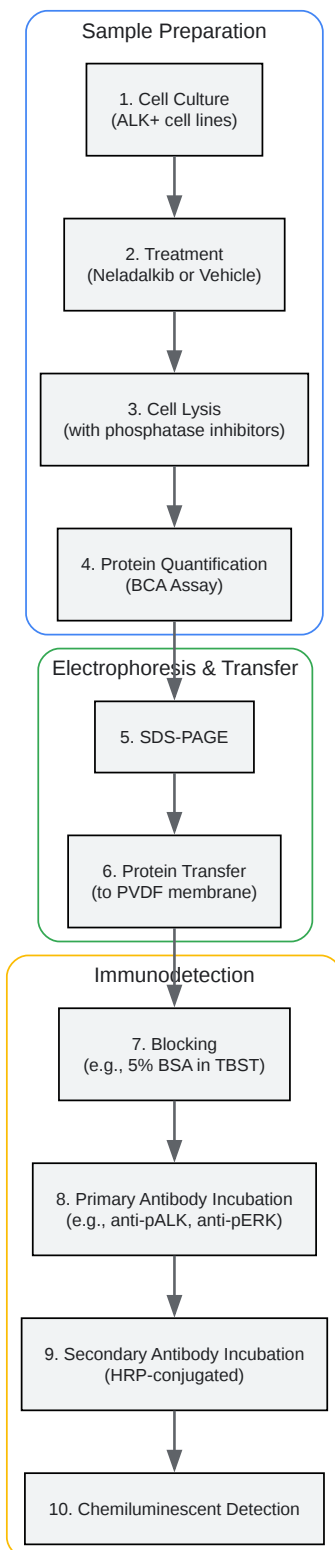 Sample Preparation
1. Cell Culture
(ALK+ cell lines)
2. Treatment
(Neladalkib or Vehicle)
3. Cell Lysis
(with phosphatase inhibitors)
4. Protein Quantification
(BCA Assay)
Electrophoresis & Transfer
5. SDS-PAGE
6. Protein Transfer
(to PVDF membrane)
Immunodetection
7. Blocking
(e.g., 5% BSA in TBST)
8. Primary Antibody Incubation
(e.g., anti-pALK, anti-pERK)
9. Secondary Antibody Incubation
(HRP-conjugated)
10. Chemiluminescent Detection